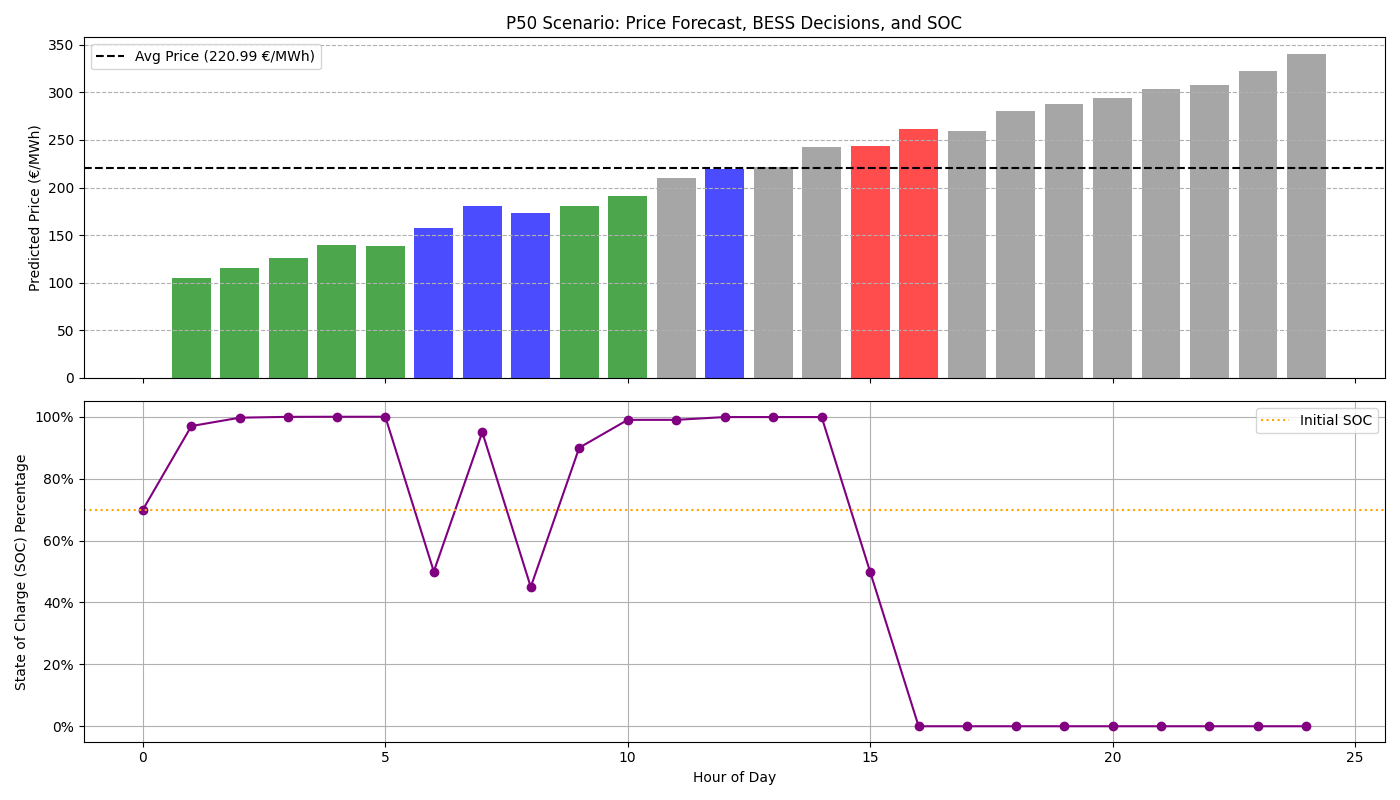 P50 Scenario: Price Forecast, BESS Decisions, and SOC
Avg Price (220.99 €/MWh)
Predicted Price (€/MWh)
350
300
250
200
150
100
50
0
Initial SOC
State of Charge (SOC) Percentage
100%
80%
60%
40%
20%
0%
0 5 10 15 20 25
Hour of Day